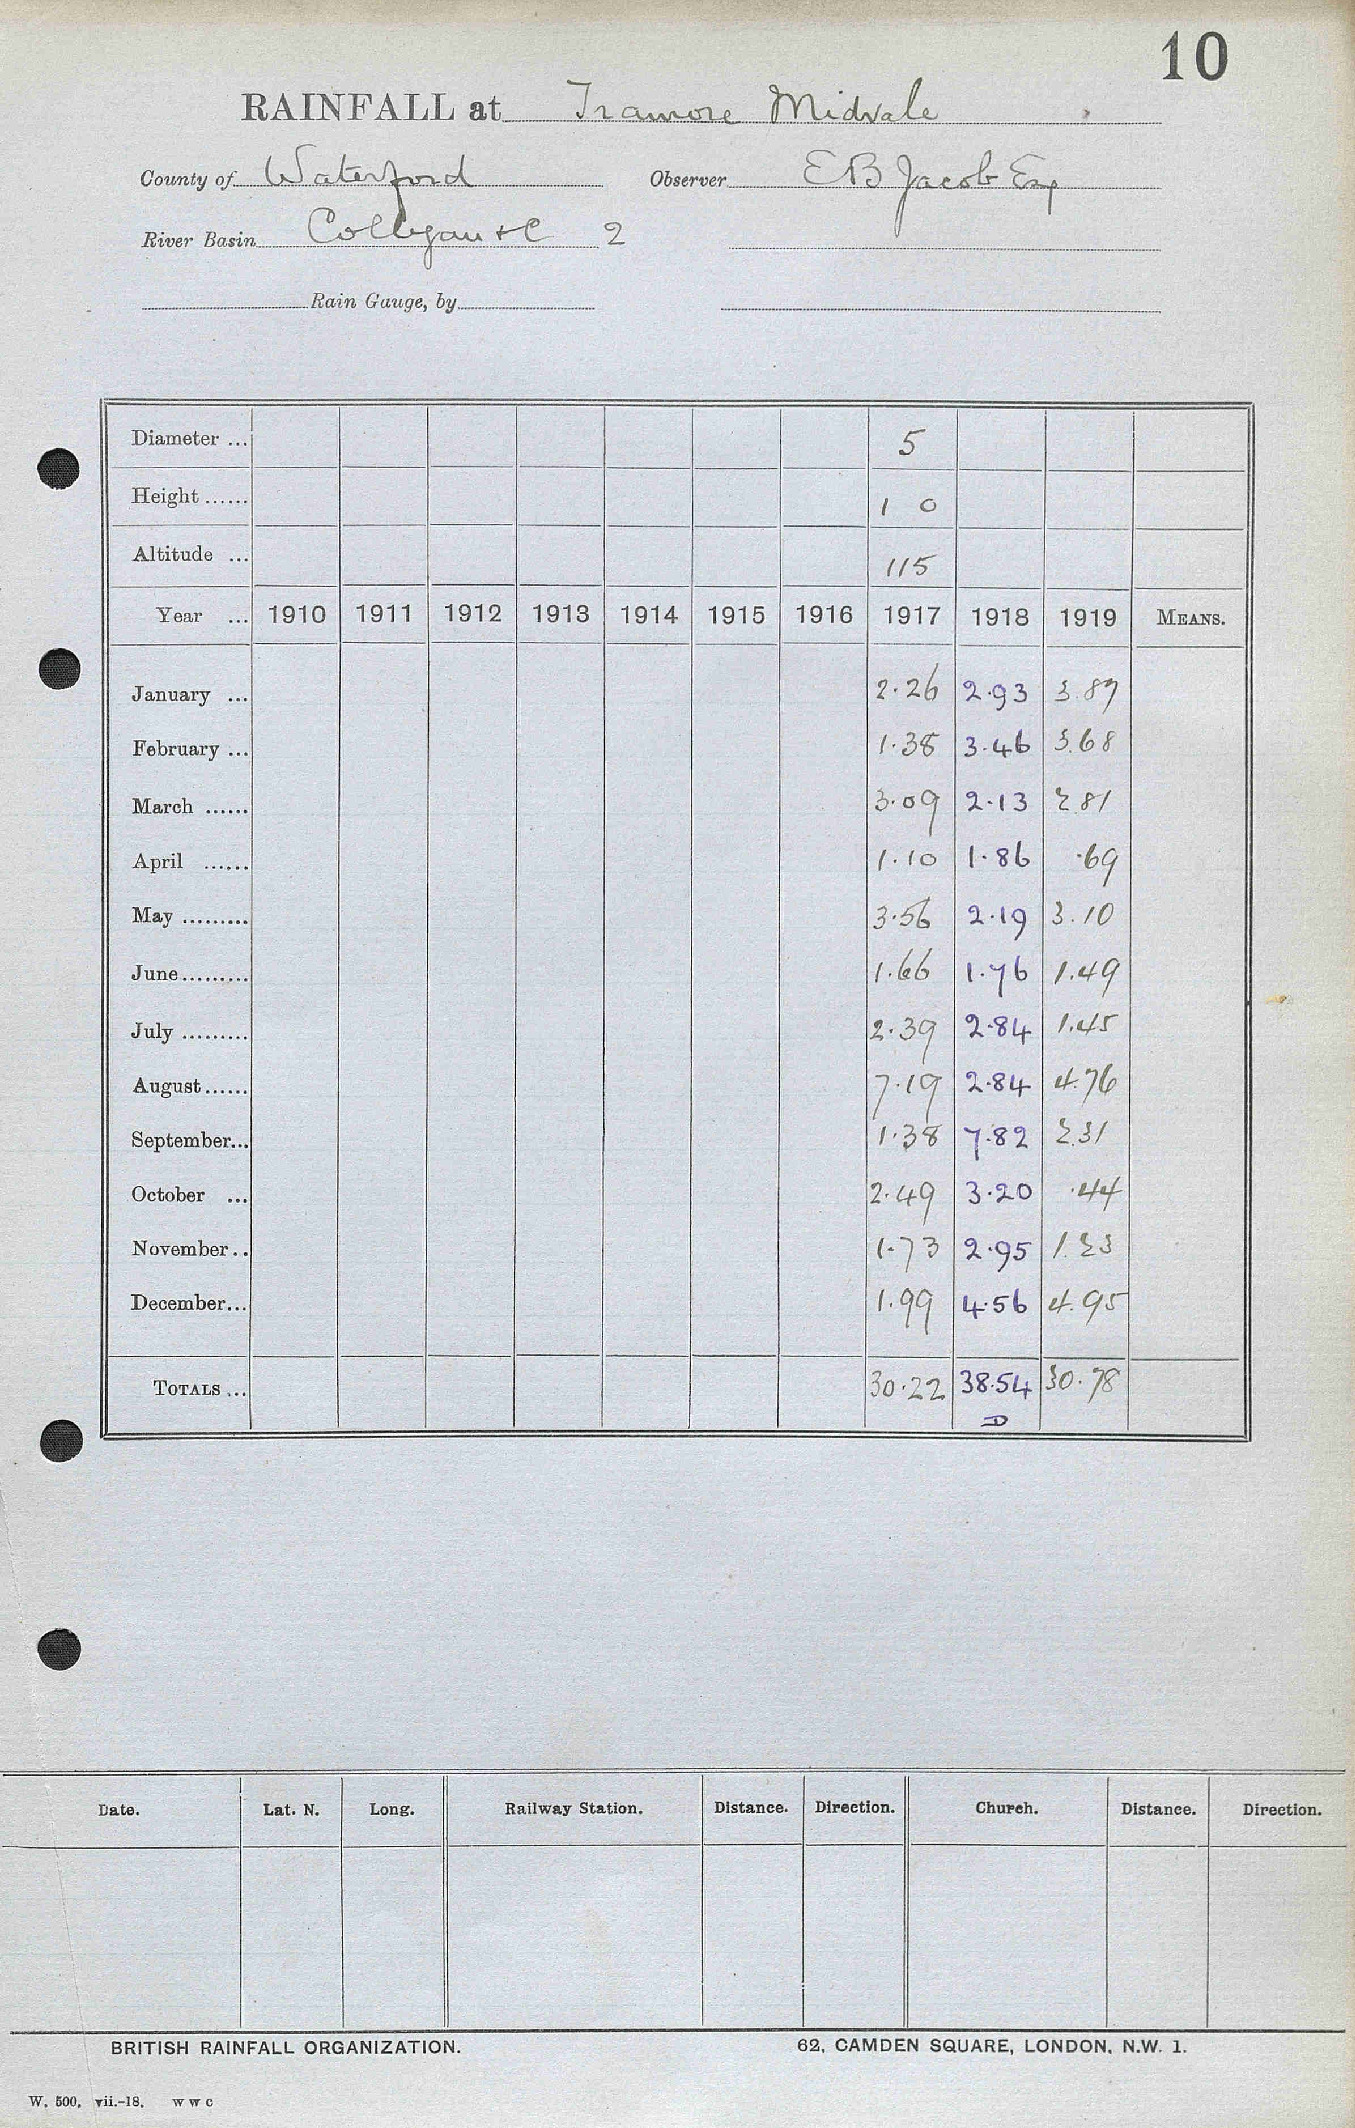 10
RAINFALL at Tramore Midvale
County of Waterford Observer E B Jacob Esq
River Basin Colligan & C 2
Rain Gauge, by
Diameter ... 5
Height ...... 1 0
Altitude ... 115
Year ... 1910 1911 1912 1913 1914 1915 1916 1917 1918 1919 MEANS.
January ... 2.26 2.93 3.87
February ... 1.38 3.46 3.68
March ...... 3.09 2.13 2.81
April ...... 1.10 1.86 .69
May ......... 3.56 2.19 3.10
June......... 1.66 1.76 1.49
July ......... 2.39 2.84 1.45
August...... 7.19 2.84 4.76
September... 1.38 7.82 2.31
October ... 2.49 3.20 .44
November.. 1.73 2.95 1.23
December... 1.99 4.56 4.95
TOTALS ... 30.22 38.54 30.78
Date. Lat. N. Long. Railway Station. Distance. Direction. Church. Distance. Direction.
BRITISH RAINFALL ORGANIZATION. 62, CAMDEN SQUARE, LONDON, N.W. 1.
W. 500. vii.-18. w w c